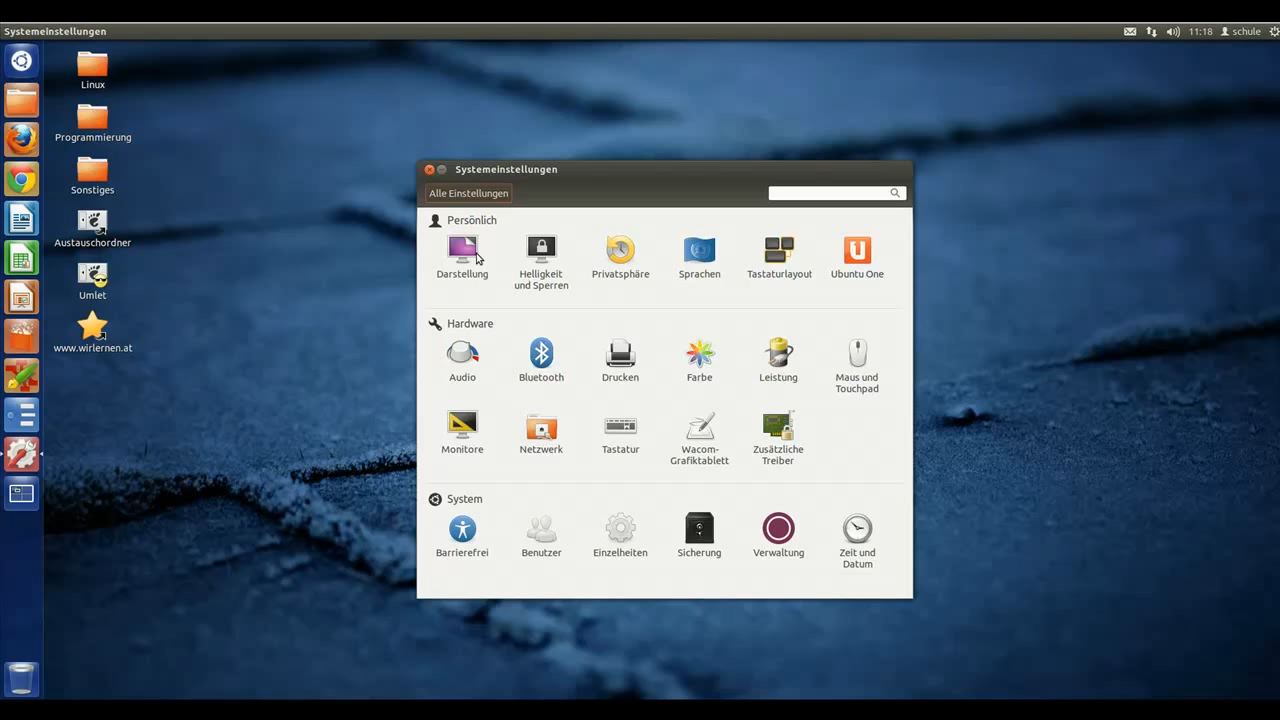 Systemeinstellungen
11:18
schule
Linux
Programmierung
Sonstiges
Austauschordner
Umlet
www.wirlernen.at
Systemeinstellungen
Alle Einstellungen
Persönlich
Darstellung
Helligkeit
und Sperren
Privatsphäre
Sprachen
Tastaturlayout
Ubuntu One
Hardware
Audio
Bluetooth
Drucken
Farbe
Leistung
Maus und
Touchpad
Monitore
Netzwerk
Tastatur
Wacom-
Grafiktablett
Zusätzliche
Treiber
System
Barrierefrei
Benutzer
Einzelheiten
Sicherung
Verwaltung
Zeit und
Datum